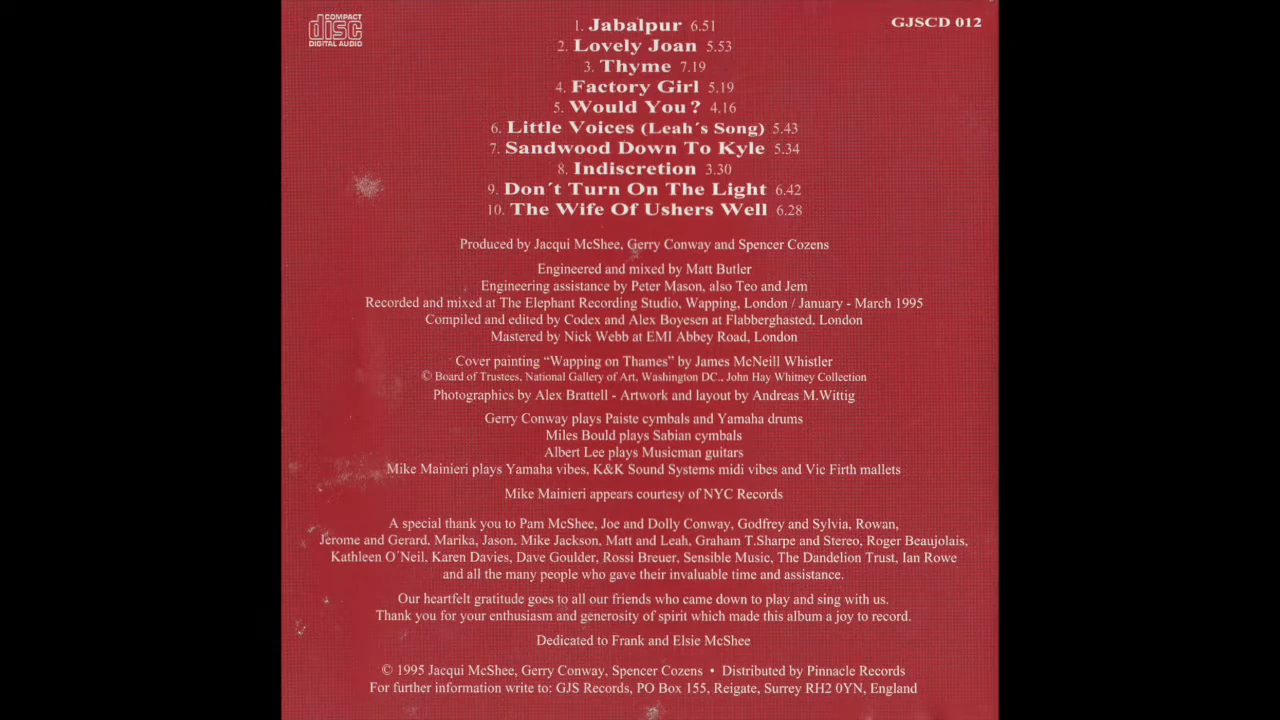 COMPACT
disc
DIGITAL AUDIO
GJSCD 012
1. Jabalpur 6.51
2. Lovely Joan 5.53
3. Thyme 7.19
4. Factory Girl 5.19
5. Would You? 4.16
6. Little Voices (Leah´s Song) 5.43
7. Sandwood Down To Kyle 5.34
8. Indiscretion 3.30
9. Don´t Turn On The Light 6.42
10. The Wife Of Ushers Well 6.28
Produced by Jacqui McShee, Gerry Conway and Spencer Cozens
Engineered and mixed by Matt Butler
Engineering assistance by Peter Mason, also Teo and Jem
Recorded and mixed at The Elephant Recording Studio, Wapping, London / January - March 1995
Compiled and edited by Codex and Alex Boyesen at Flabberghasted, London
Mastered by Nick Webb at EMI Abbey Road, London
Cover painting “Wapping on Thames” by James McNeill Whistler
© Board of Trustees, National Gallery of Art, Washington DC., John Hay Whitney Collection
Photographics by Alex Brattell - Artwork and layout by Andreas M.Wittig
Gerry Conway plays Paiste cymbals and Yamaha drums
Miles Bould plays Sabian cymbals
Albert Lee plays Musicman guitars
Mike Mainieri plays Yamaha vibes, K&K Sound Systems midi vibes and Vic Firth mallets
Mike Mainieri appears courtesy of NYC Records
A special thank you to Pam McShee, Joe and Dolly Conway, Godfrey and Sylvia, Rowan,
Jerome and Gerard, Marika, Jason, Mike Jackson, Matt and Leah, Graham T.Sharpe and Stereo, Roger Beaujolais,
Kathleen O´Neil, Karen Davies, Dave Goulder, Rossi Breuer, Sensible Music, The Dandelion Trust, Ian Rowe
and all the many people who gave their invaluable time and assistance.
Our heartfelt gratitude goes to all our friends who came down to play and sing with us.
Thank you for your enthusiasm and generosity of spirit which made this album a joy to record.
Dedicated to Frank and Elsie McShee
© 1995 Jacqui McShee, Gerry Conway, Spencer Cozens • Distributed by Pinnacle Records
For further information write to: GJS Records, PO Box 155, Reigate, Surrey RH2 0YN, England